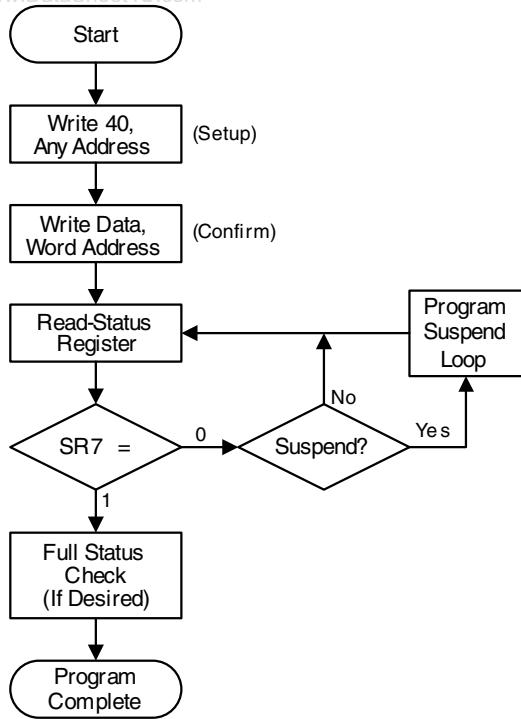 Start
Write 40,
Any Address
(Setup)
Write Data,
Word Address
(Confirm)
Read-Status
Register
Program
Suspend
Loop
No
SR7 =
0
Suspend?
Yes
1
Full Status
Check
(If Desired)
Program
Complete